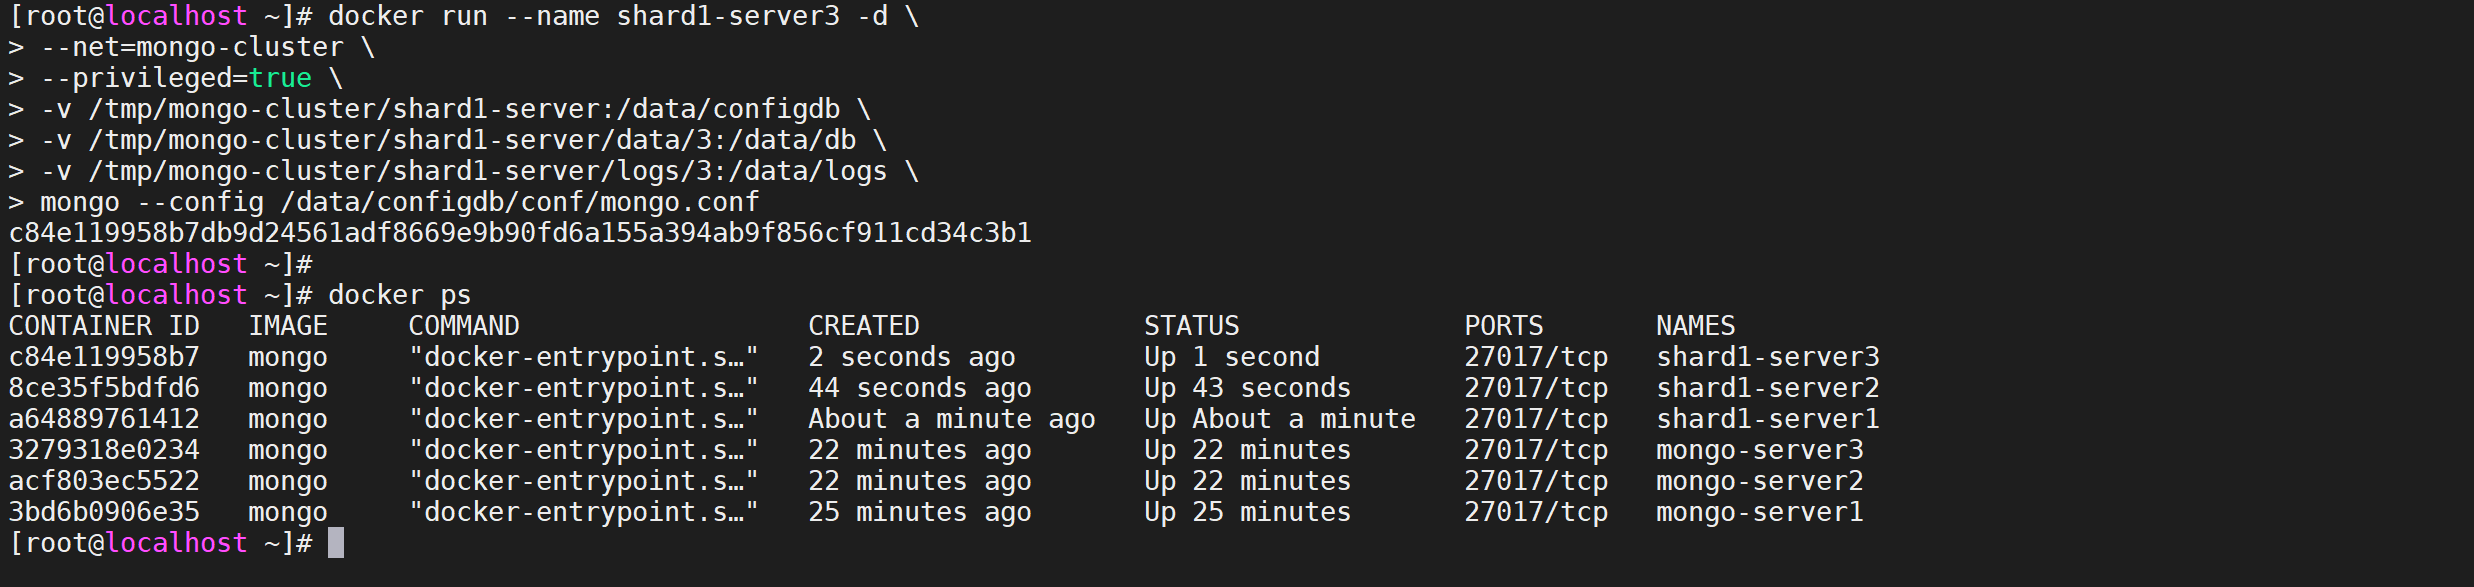 [root@localhost ~]# docker run --name shard1-server3 -d \
> --net=mongo-cluster \
> --privileged=true \
> -v /tmp/mongo-cluster/shard1-server:/data/configdb \
> -v /tmp/mongo-cluster/shard1-server/data/3:/data/db \
> -v /tmp/mongo-cluster/shard1-server/logs/3:/data/logs \
> mongo --config /data/configdb/conf/mongo.conf
c84e119958b7db9d24561adf8669e9b90fd6a155a394ab9f856cf911cd34c3b1
[root@localhost ~]#
[root@localhost ~]# docker ps
CONTAINER ID   IMAGE     COMMAND                  CREATED              STATUS              PORTS       NAMES
c84e119958b7   mongo     "docker-entrypoint.s…"   2 seconds ago        Up 1 second         27017/tcp   shard1-server3
8ce35f5bdfd6   mongo     "docker-entrypoint.s…"   44 seconds ago       Up 43 seconds       27017/tcp   shard1-server2
a64889761412   mongo     "docker-entrypoint.s…"   About a minute ago   Up About a minute   27017/tcp   shard1-server1
3279318e0234   mongo     "docker-entrypoint.s…"   22 minutes ago       Up 22 minutes       27017/tcp   mongo-server3
acf803ec5522   mongo     "docker-entrypoint.s…"   22 minutes ago       Up 22 minutes       27017/tcp   mongo-server2
3bd6b0906e35   mongo     "docker-entrypoint.s…"   25 minutes ago       Up 25 minutes       27017/tcp   mongo-server1
[root@localhost ~]#